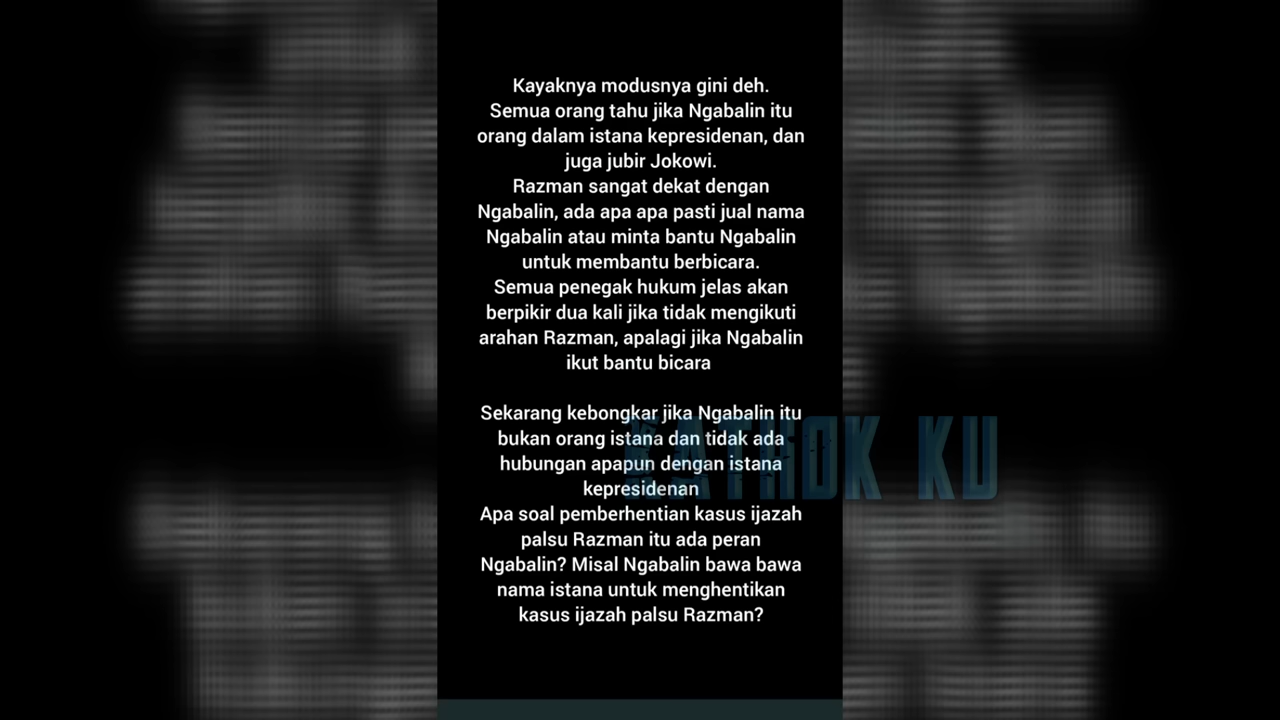 Kayaknya modusnya gini deh.
Semua orang tahu jika Ngabalin itu
orang dalam istana kepresidenan, dan
juga jubir Jokowi.
Razman sangat dekat dengan
Ngabalin, ada apa apa pasti jual nama
Ngabalin atau minta bantu Ngabalin
untuk membantu berbicara.
Semua penegak hukum jelas akan
berpikir dua kali jika tidak mengikuti
arahan Razman, apalagi jika Ngabalin
ikut bantu bicara
Sekarang kebongkar jika Ngabalin itu
bukan orang istana dan tidak ada
hubungan apapun dengan istana
kepresidenan
Apa soal pemberhentian kasus ijazah
palsu Razman itu ada peran
Ngabalin? Misal Ngabalin bawa bawa
nama istana untuk menghentikan
kasus ijazah palsu Razman?
KATHOK KU